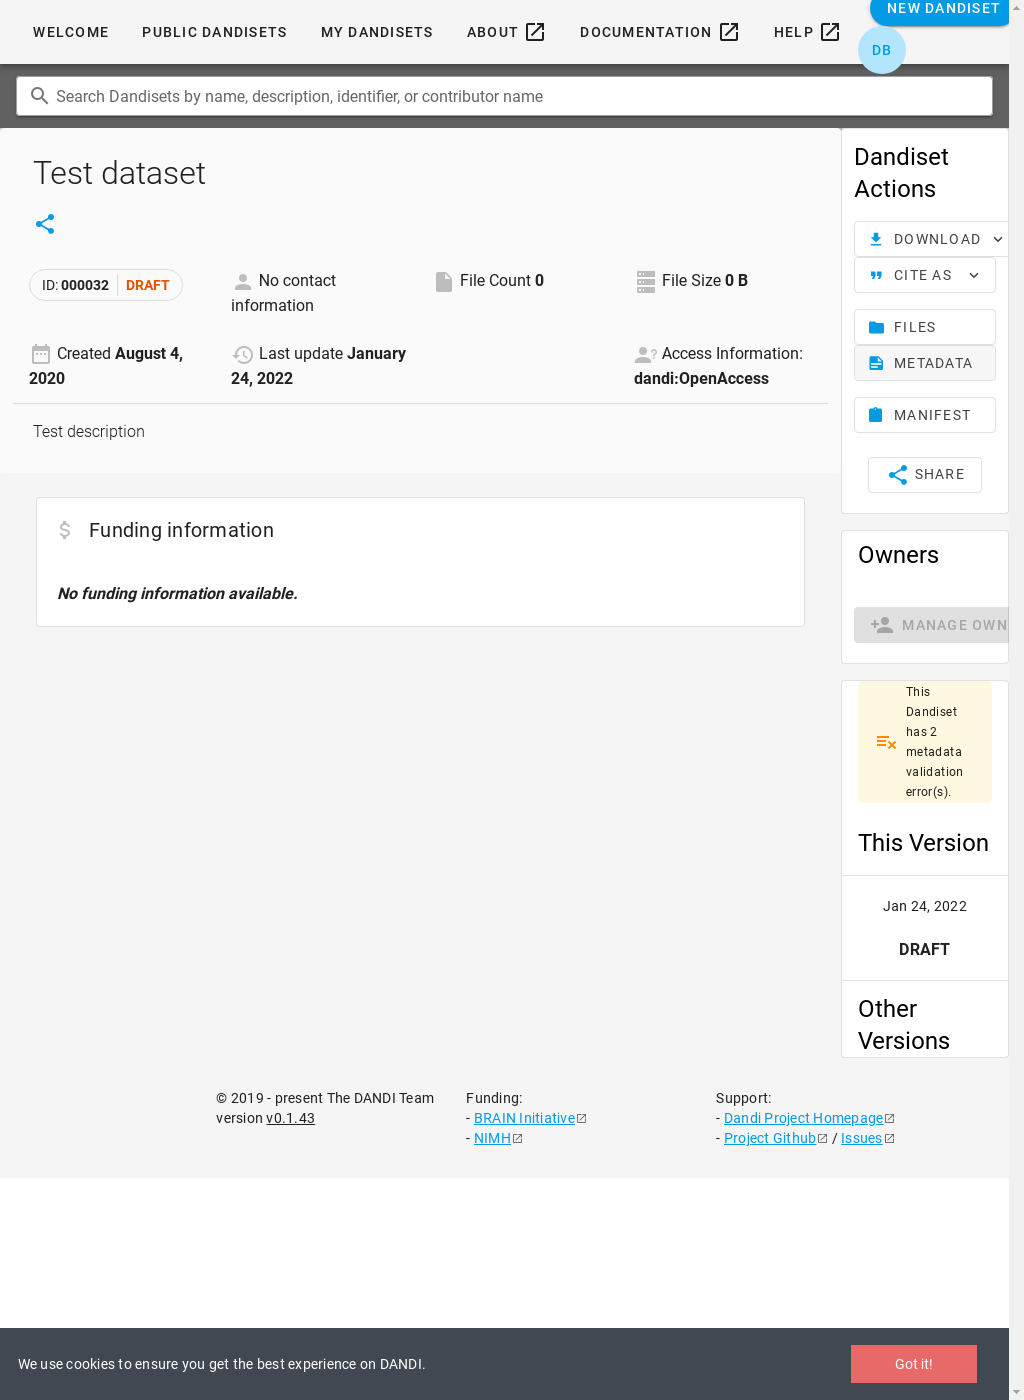 WELCOME PUBLIC DANDISETS MY DANDISETS ABOUT DOCUMENTATION HELP NEW DANDISET
DB
Search Dandisets by name, description, identifier, or contributor name
Test dataset
ID: 000032 DRAFT
No contact information
File Count 0
File Size 0 B
Created August 4, 2020
Last update January 24, 2022
Access Information: dandi:OpenAccess
Test description
Funding information
No funding information available.
Dandiset
Actions
DOWNLOAD
CITE AS
FILES
METADATA
MANIFEST
SHARE
Owners
MANAGE OWN
This
Dandiset
has 2
metadata
validation
error(s).
This Version
Jan 24, 2022
DRAFT
Other
Versions
© 2019 - present The DANDI Team
version v0.1.43
Funding:
- BRAIN Initiative
- NIMH
Support:
- Dandi Project Homepage
- Project Github / Issues
We use cookies to ensure you get the best experience on DANDI.
Got it!